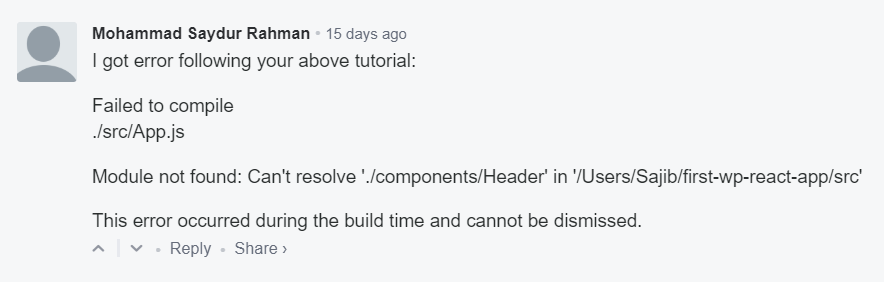 Mohammad Saydur Rahman • 15 days ago
I got error following your above tutorial:
Failed to compile
./src/App.js
Module not found: Can't resolve './components/Header' in '/Users/Sajib/first-wp-react-app/src'
This error occurred during the build time and cannot be dismissed.
• Reply • Share ›